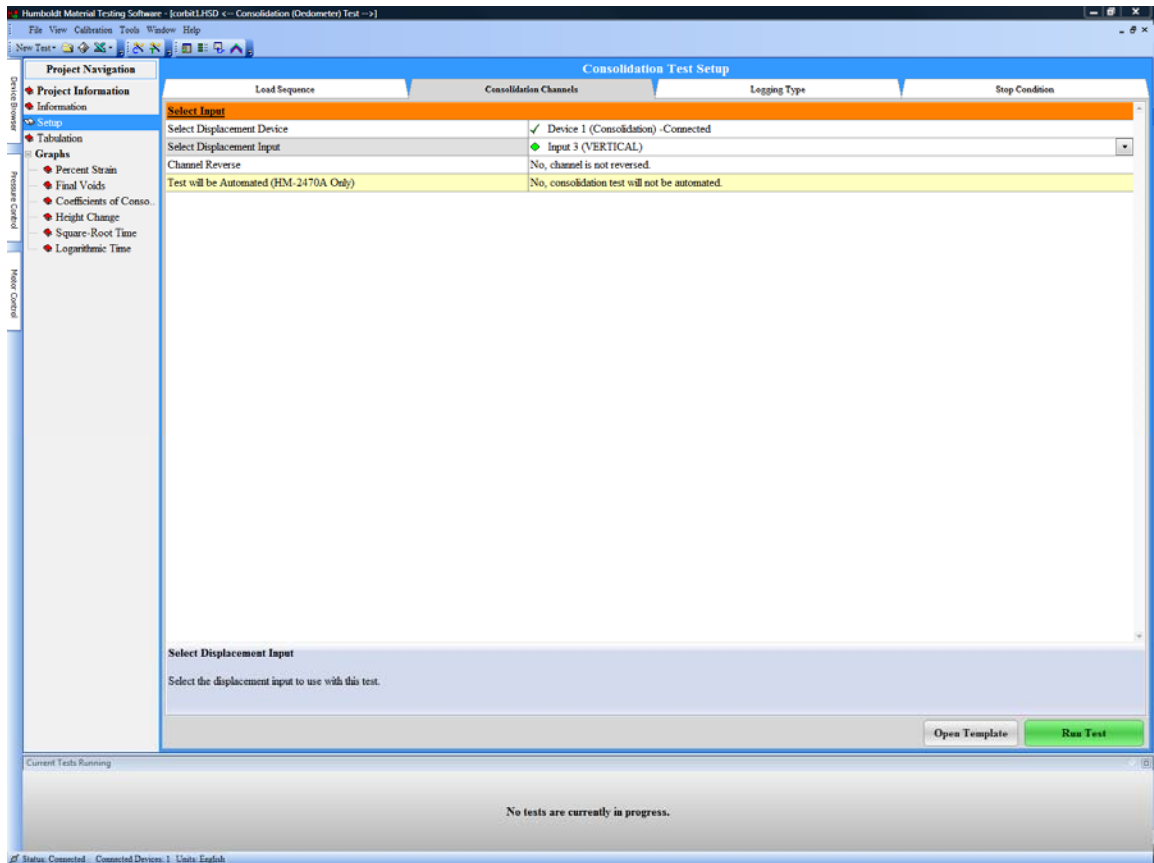 Humboldt Material Testing Software - [corbit1.HSD <-- Consolidation (Oedometer) Test -->]
File View Calibration Tools Window Help
New Test
Project Navigation
Consolidation Test Setup
Device Browser
Pressure Control
Motor Control
Project Information
Information
Setup
Tabulation
Graphs
Percent Strain
Final Voids
Coefficients of Conso..
Height Change
Square-Root Time
Logarithmic Time
Load Sequence Consolidation Channels Logging Type Stop Condition
Select Input
Select Displacement Device Device 1 (Consolidation) -Connected
Select Displacement Input Input 3 (VERTICAL)
Channel Reverse No, channel is not reversed.
Test will be Automated (HM-2470A Only) No, consolidation test will not be automated.
Select Displacement Input
Select the displacement input to use with this test.
Open Template Run Test
Current Tests Running
No tests are currently in progress.
Status: Connected Connected Devices: 1 Units: English